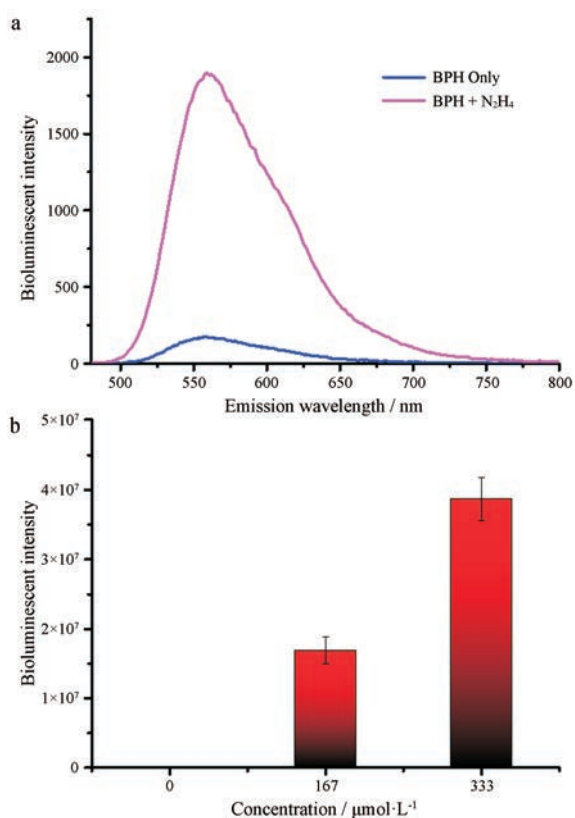 a
2000
1500
1000
500
0
Bioluminescent intensity
BPH Only
BPH + N₂H₄
500 550 600 650 700 750 800
Emission wavelength / nm
b
5×10⁷
4×10⁷
3×10⁷
2×10⁷
1×10⁷
0
Bioluminescent intensity
0 167 333
Concentration / μmol·L⁻¹